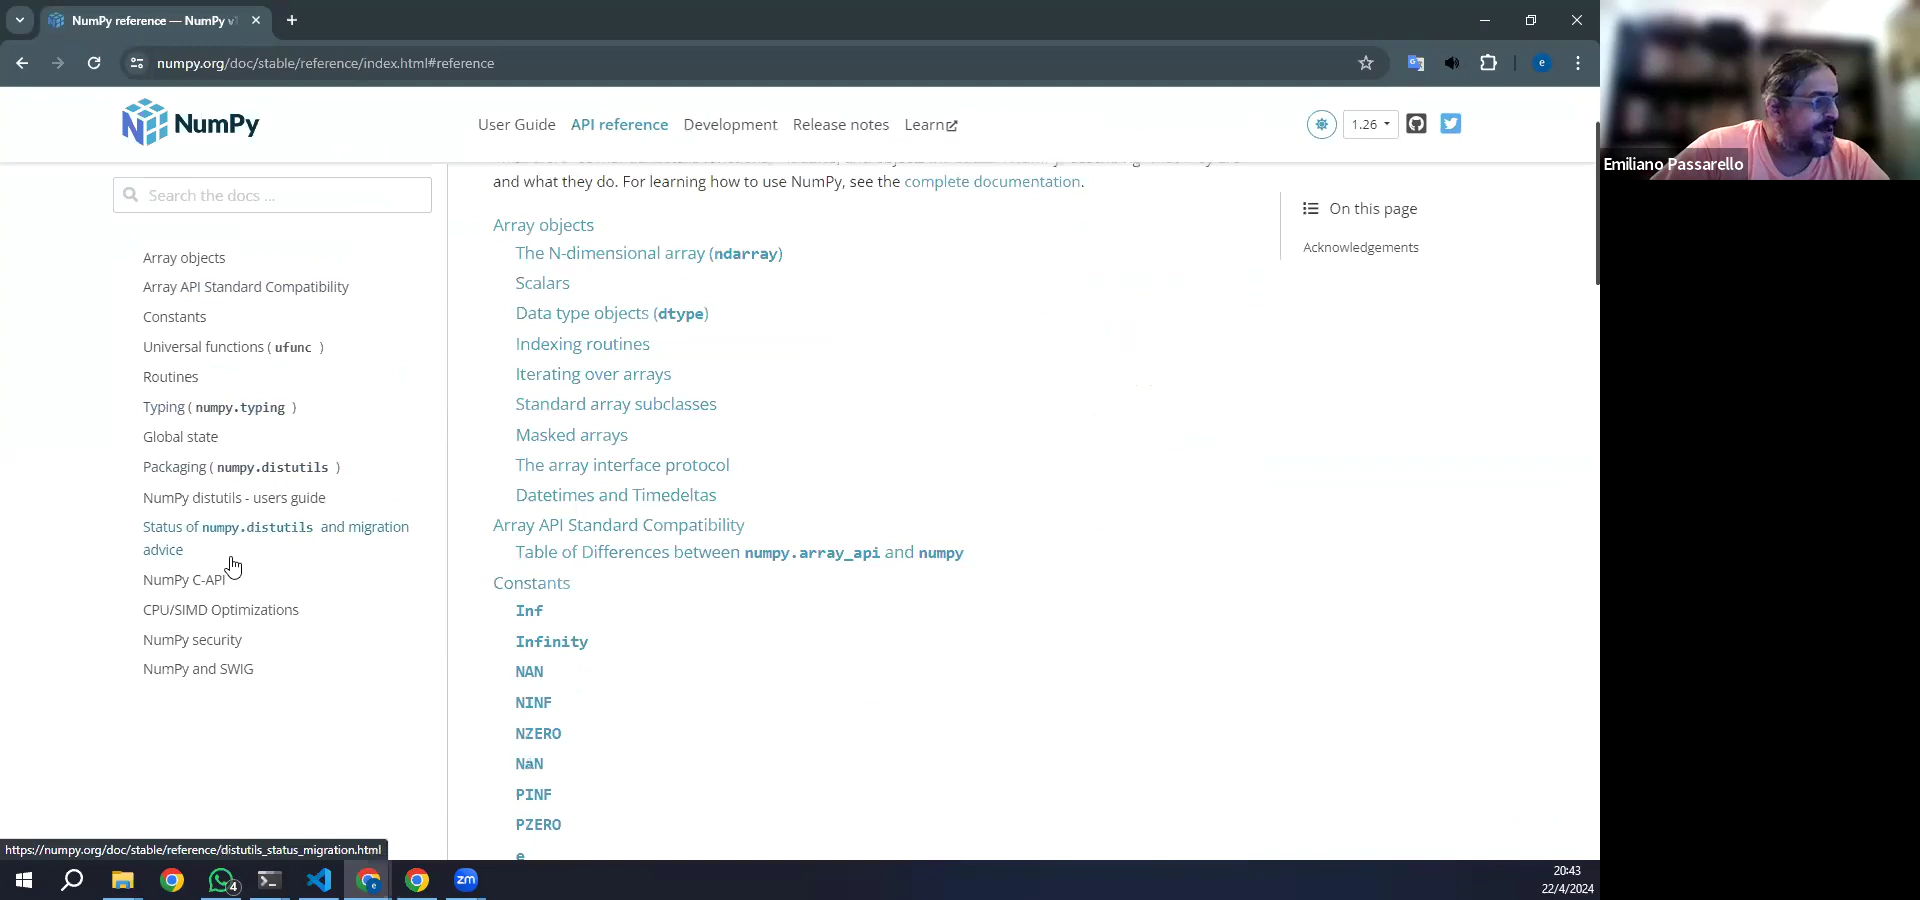 NumPy reference — NumPy v1
numpy.org/doc/stable/reference/index.html#reference
e
NumPy
User Guide
API reference
Development
Release notes
Learn
1.26
Emiliano Passarello
Search the docs ...
Array objects
Array API Standard Compatibility
Constants
Universal functions ( ufunc )
Routines
Typing ( numpy.typing )
Global state
Packaging ( numpy.distutils )
NumPy distutils - users guide
Status of numpy.distutils and migration
advice
NumPy C-API
CPU/SIMD Optimizations
NumPy security
NumPy and SWIG
and what they do. For learning how to use NumPy, see the complete documentation.
Array objects
The N-dimensional array (ndarray)
Scalars
Data type objects (dtype)
Indexing routines
Iterating over arrays
Standard array subclasses
Masked arrays
The array interface protocol
Datetimes and Timedeltas
Array API Standard Compatibility
Table of Differences between numpy.array_api and numpy
Constants
Inf
Infinity
NAN
NINF
NZERO
NaN
PINF
PZERO
e
On this page
Acknowledgements
https://numpy.org/doc/stable/reference/distutils_status_migration.html
4
e
zm
20:43
22/4/2024